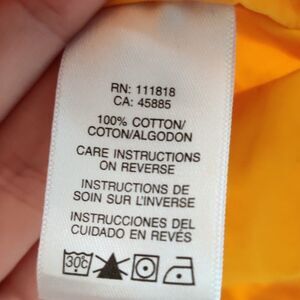 RN: 111818
CA: 45885
100% COTTON/
COTON/ALGODON
CARE INSTRUCTIONS
ON REVERSE
INSTRUCTIONS DE
SOIN SUR L'INVERSE
INSTRUCCIONES DEL
CUIDADO EN REVÉS
30c